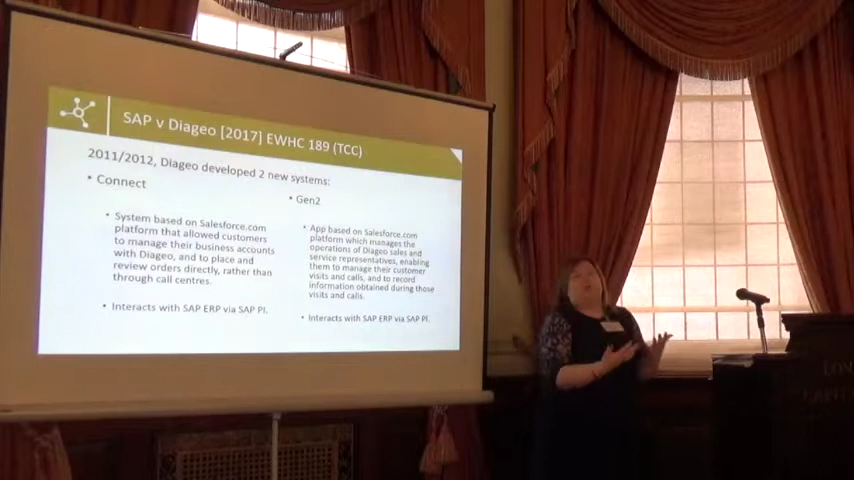 SAP v Diageo [2017] EWHC 189 (TCC)
2011/2012, Diageo developed 2 new systems:
• Connect
• System based on Salesforce.com
platform that allowed customers
to manage their business accounts
with Diageo, and to place and
review orders directly, rather than
through call centres.
• Interacts with SAP ERP via SAP PI.
• Gen2
• App based on Salesforce.com
platform which manages the
operations of Diageo sales and
service representatives, enabling
them to manage their customer
visits and calls, and to record
information obtained during those
visits and calls.
• Interacts with SAP ERP via SAP PI.